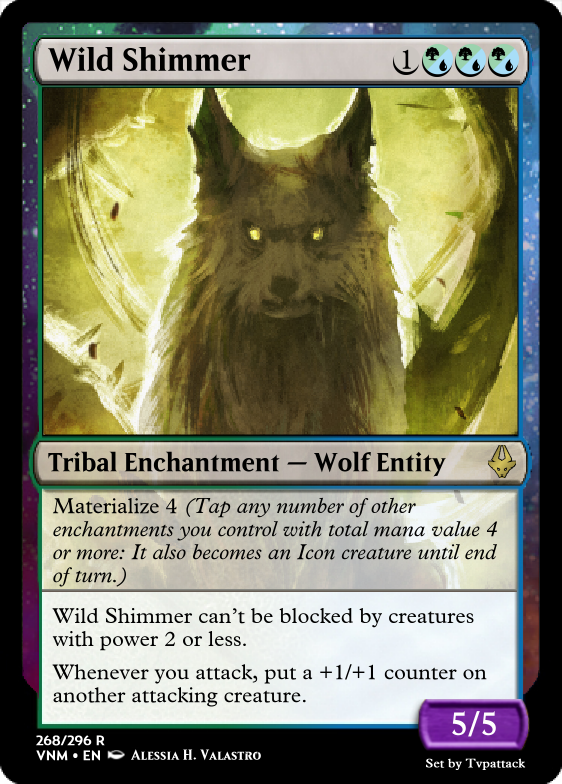 Wild Shimmer 1
Tribal Enchantment — Wolf Entity
Materialize 4 (Tap any number of other
enchantments you control with total mana value 4
or more: It also becomes an Icon creature until end
of turn.)
Wild Shimmer can't be blocked by creatures
with power 2 or less.
Whenever you attack, put a +1/+1 counter on
another attacking creature.
5/5
268/296 R
VNM • EN Alessia H. Valastro
Set by Tvpattack